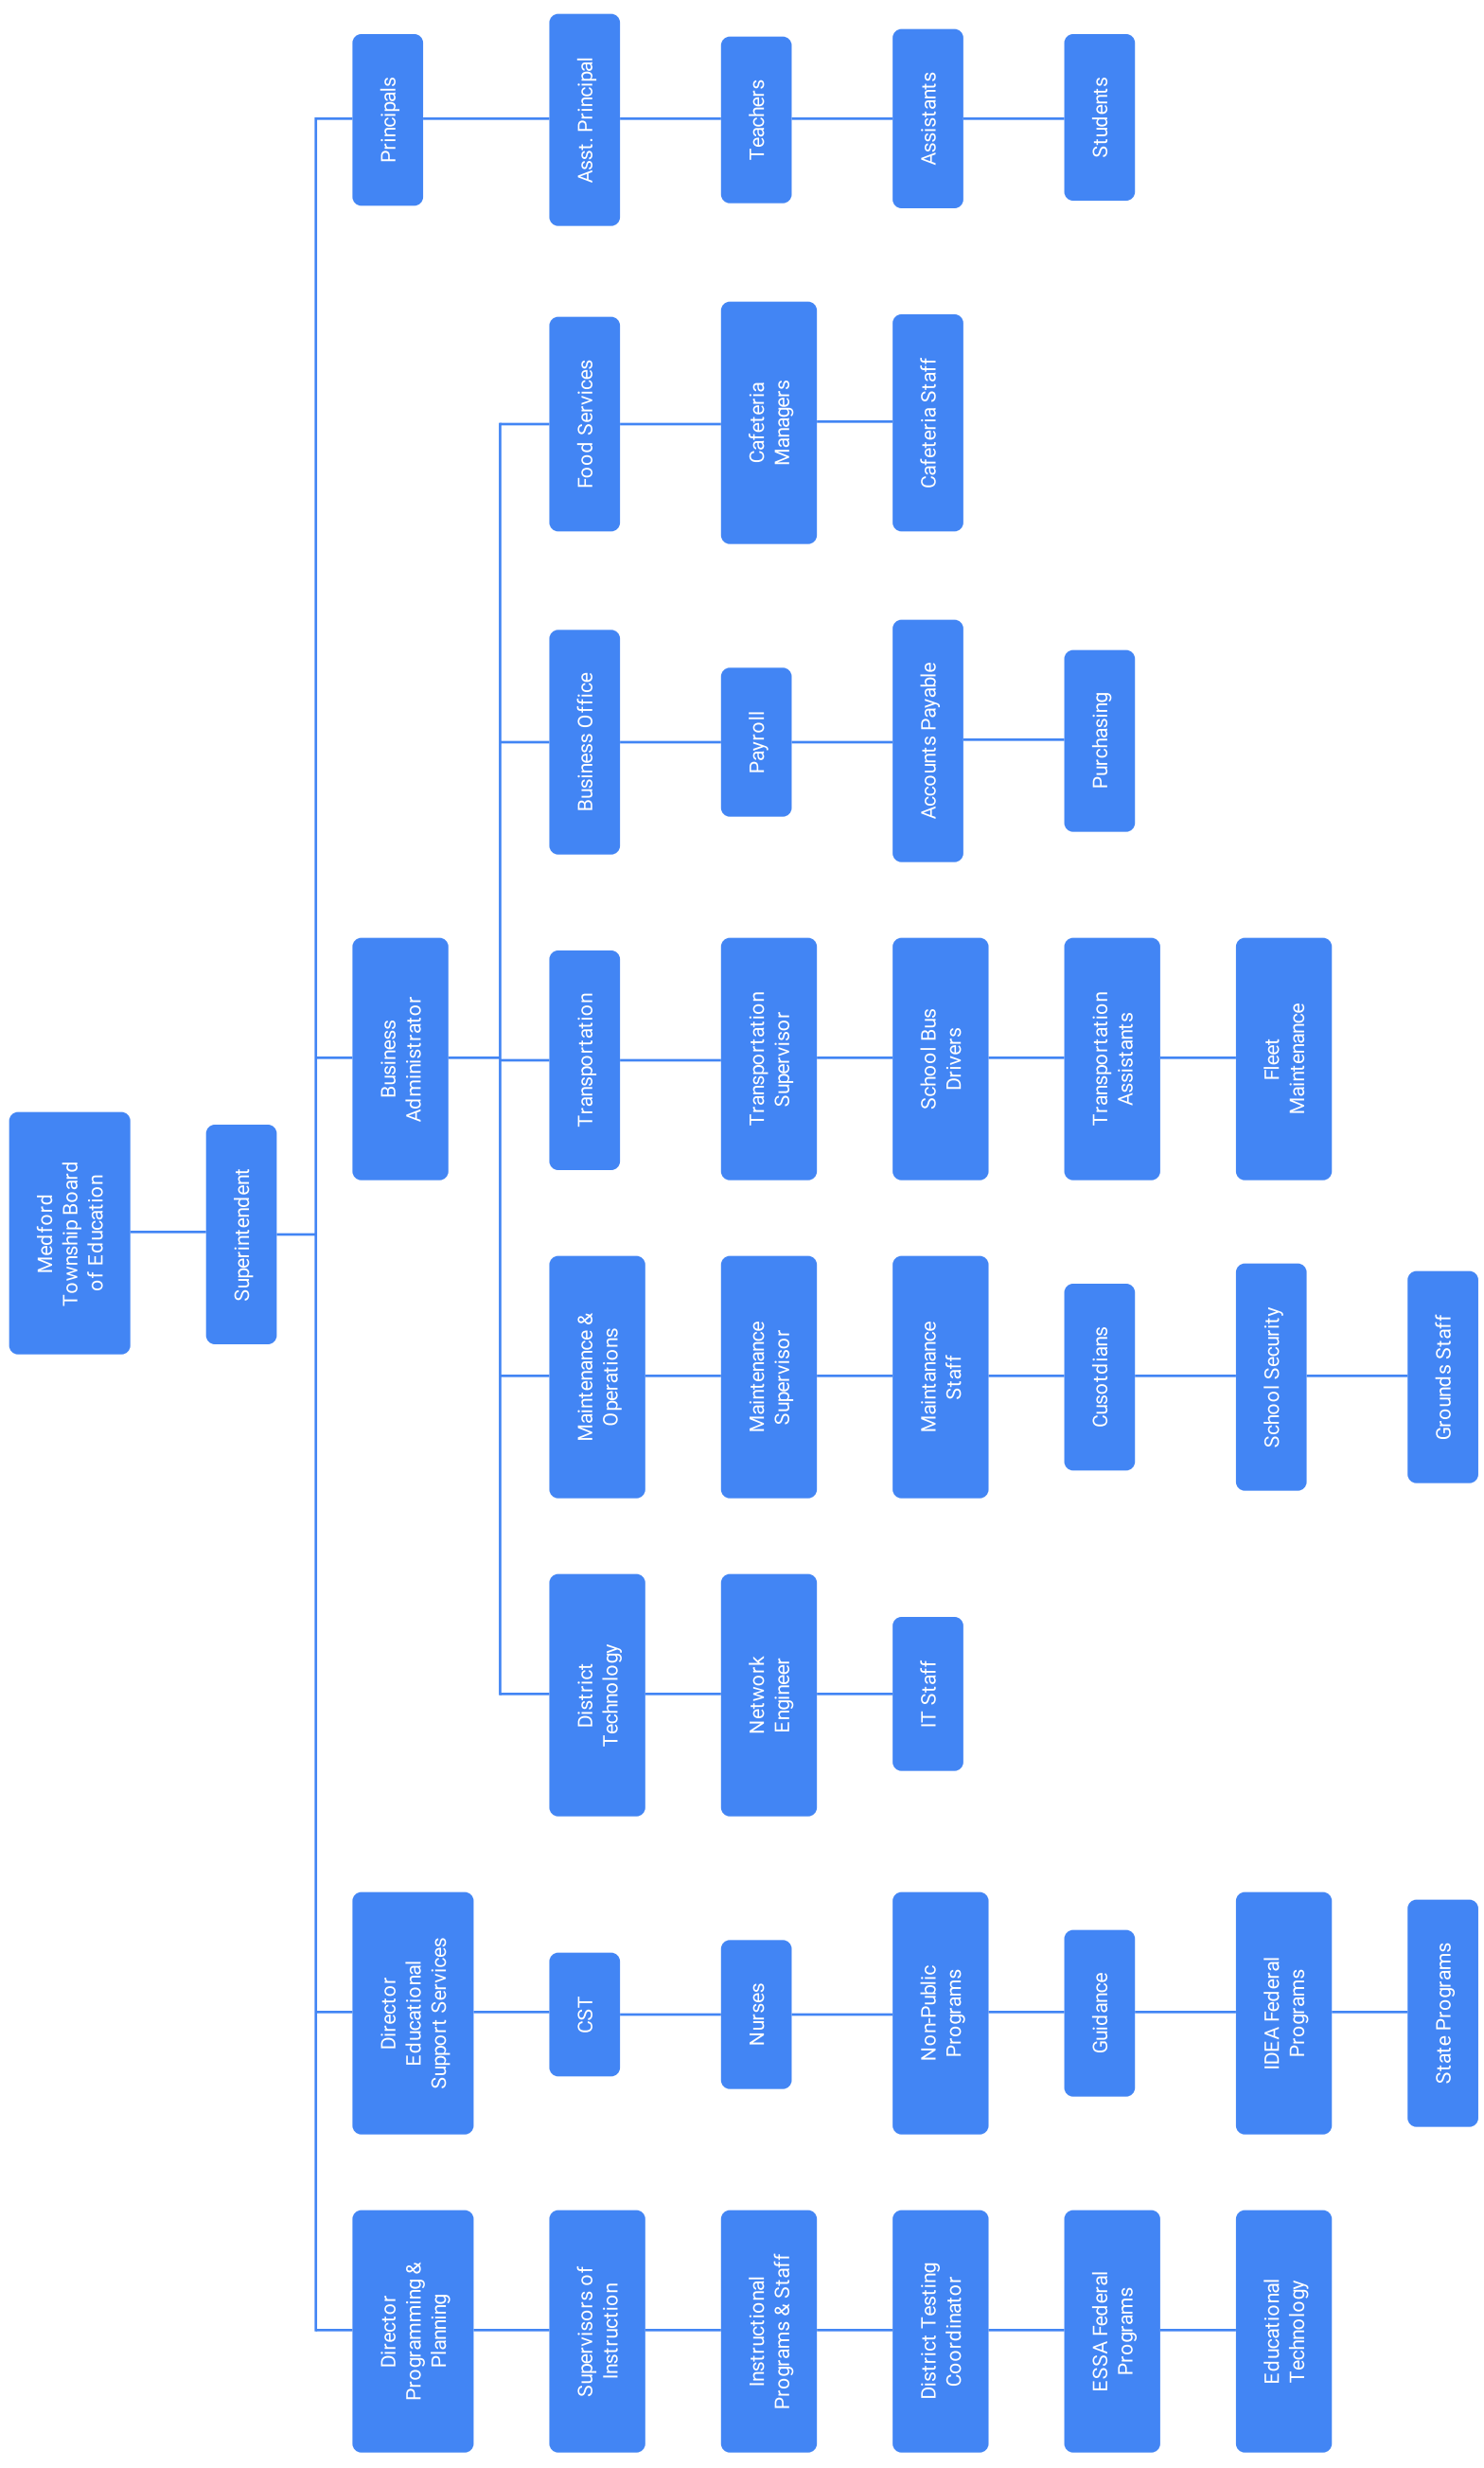 Medford
Township Board
of Education
Superintendent
Director
Programming &
Planning
Director
Educational
Support Services
Business
Administrator
Principals
Supervisors of
Instruction
CST
District
Technology
Maintenance &
Operations
Transportation
Business Office
Food Services
Asst. Principal
Instructional
Programs & Staff
Nurses
Network
Engineer
Maintenance
Supervisor
Transportation
Supervisor
Payroll
Cafeteria
Managers
Teachers
District Testing
Coordinator
Non-Public
Programs
IT Staff
Maintanance
Staff
School Bus
Drivers
Accounts Payable
Cafeteria Staff
Assistants
ESSA Federal
Programs
Guidance
Cusotdians
Transportation
Assistants
Purchasing
Students
Educational
Technology
IDEA Federal
Programs
School Security
Fleet
Maintenance
State Programs
Grounds Staff